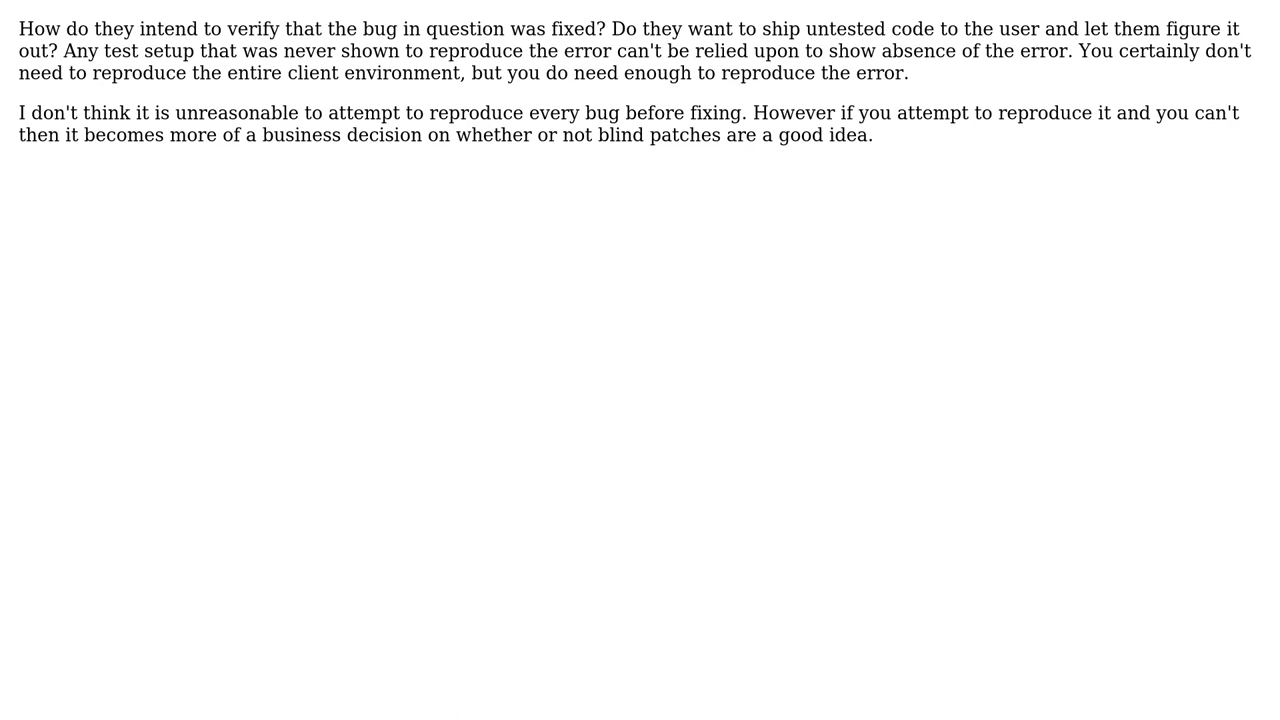 How do they intend to verify that the bug in question was fixed? Do they want to ship untested code to the user and let them figure it
out? Any test setup that was never shown to reproduce the error can't be relied upon to show absence of the error. You certainly don't
need to reproduce the entire client environment, but you do need enough to reproduce the error.
I don't think it is unreasonable to attempt to reproduce every bug before fixing. However if you attempt to reproduce it and you can't
then it becomes more of a business decision on whether or not blind patches are a good idea.